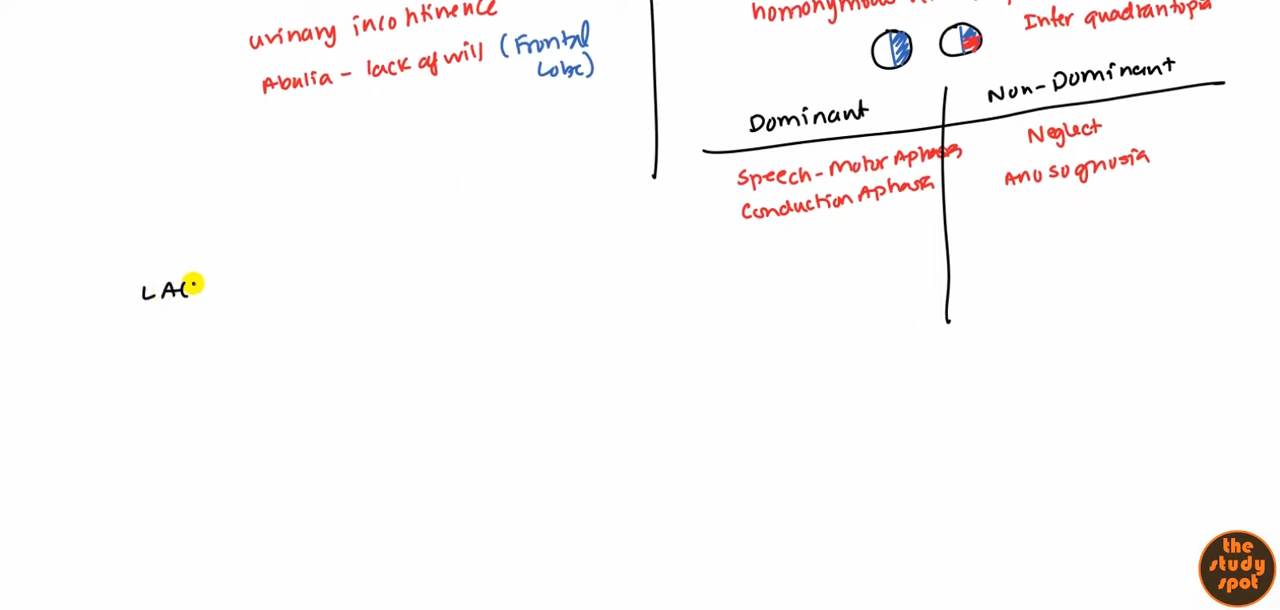 urinary incontinence
Abulia - lack of will (Frontal
Lobe)
homonymous
Infer quadrantopia
Dominant
Non-Dominant
Speech-Motor Aphasia
Conduction Aphasia
Neglect
Anosognosia
LAC
the
study
spot